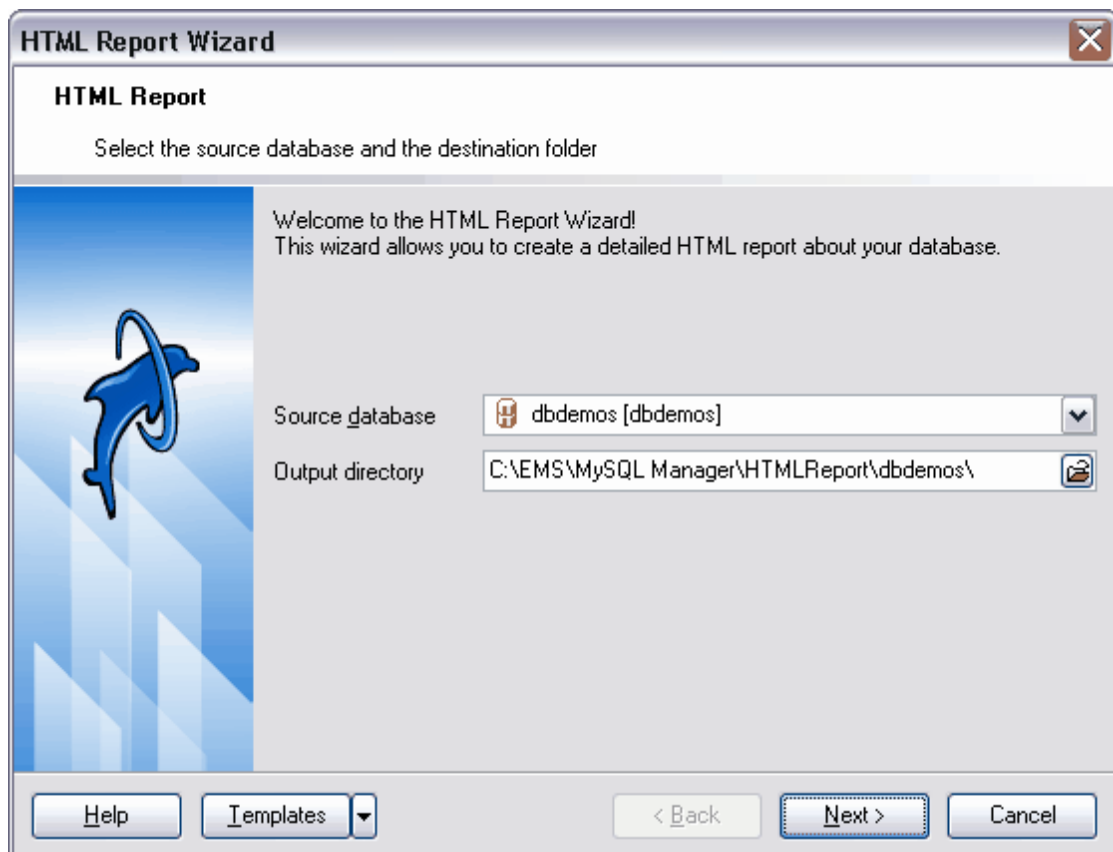 HTML Report Wizard
HTML Report
Select the source database and the destination folder
Welcome to the HTML Report Wizard!
This wizard allows you to create a detailed HTML report about your database.
Source database
dbdemos [dbdemos]
Output directory
C:\EMS\MySQL Manager\HTMLReport\dbdemos\
Help
Templates
< Back
Next >
Cancel